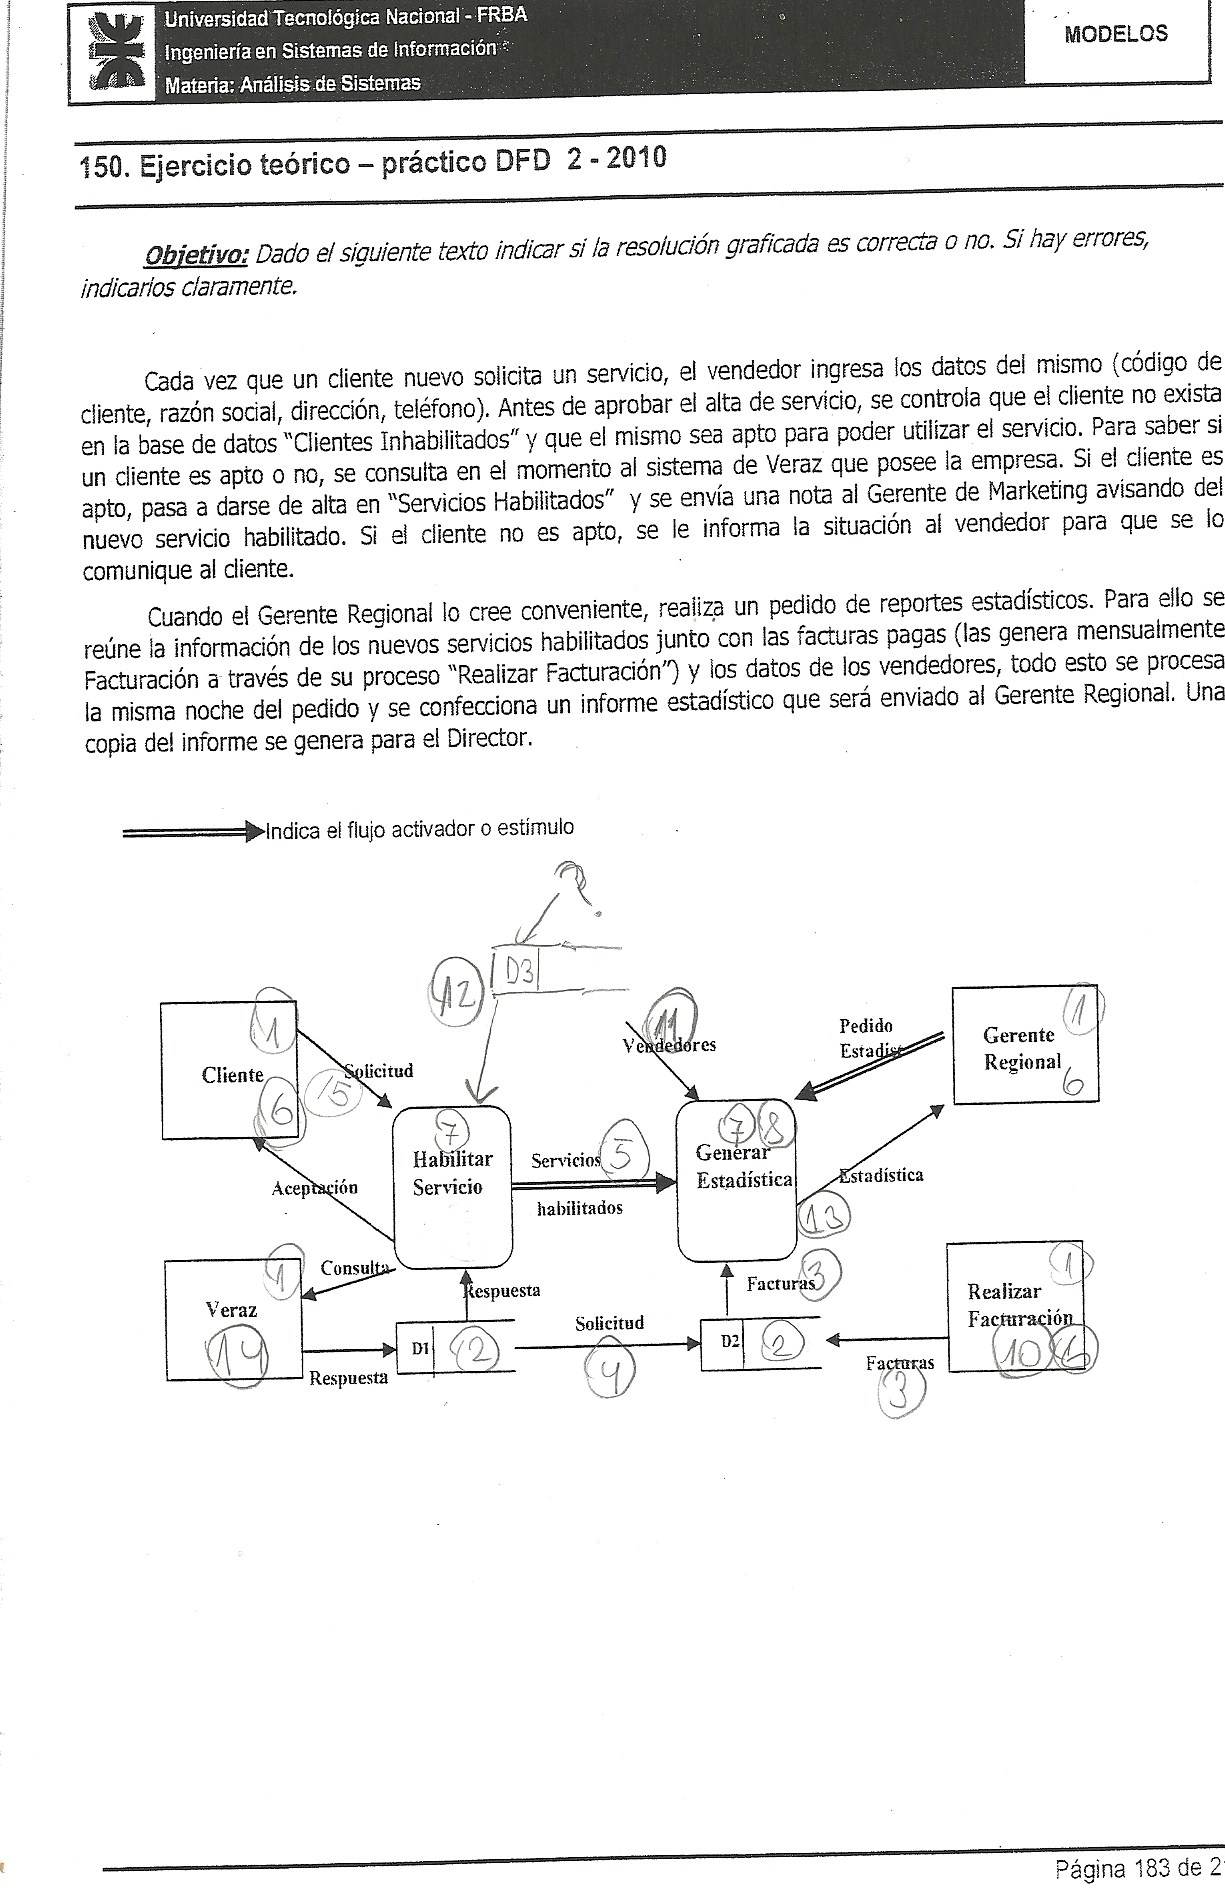 Universidad Tecnológica Nacional - FRBA
Ingeniería en Sistemas de Información
Materia: Análisis de Sistemas
MODELOS
150. Ejercicio teórico – práctico DFD 2 - 2010
Objetivo: Dado el siguiente texto indicar si la resolución graficada es correcta o no. Si hay errores,
indicarlos claramente.
Cada vez que un cliente nuevo solicita un servicio, el vendedor ingresa los datos del mismo (código de
cliente, razón social, dirección, teléfono). Antes de aprobar el alta de servicio, se controla que el cliente no exista
en la base de datos "Clientes Inhabilitados" y que el mismo sea apto para poder utilizar el servicio. Para saber si
un cliente es apto o no, se consulta en el momento al sistema de Veraz que posee la empresa. Si el cliente es
apto, pasa a darse de alta en "Servicios Habilitados" y se envía una nota al Gerente de Marketing avisando del
nuevo servicio habilitado. Si el cliente no es apto, se le informa la situación al vendedor para que se lo
comunique al cliente.
Cuando el Gerente Regional lo cree conveniente, realiza un pedido de reportes estadísticos. Para ello se
reúne la información de los nuevos servicios habilitados junto con las facturas pagas (las genera mensualmente
Facturación a través de su proceso "Realizar Facturación") y los datos de los vendedores, todo esto se procesa
la misma noche del pedido y se confecciona un informe estadístico que será enviado al Gerente Regional. Una
copia del informe se genera para el Director.
Indica el flujo activador o estímulo
?
D3
12
1
Cliente
6
Solicitud
15
Vendedores
11
Pedido
Estadist
1
Gerente
Regional
6
7
Habilitar
Servicio
Servicios
5
habilitados
7 8
Generar
Estadística
Estadística
13
Aceptación
Consulta
1
Veraz
14
Respuesta
Respuesta
D1
2
Solicitud
4
D2
2
Facturas
3
Facturas
3
1
Realizar
Facturación
10
Página 183 de 2